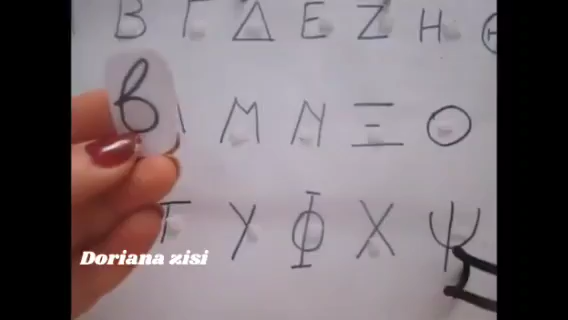 Β Γ Δ Ε Ζ Η Θ
β
Μ Ν Ξ Ο
Τ Υ Φ Χ Ψ
Doriana zisi